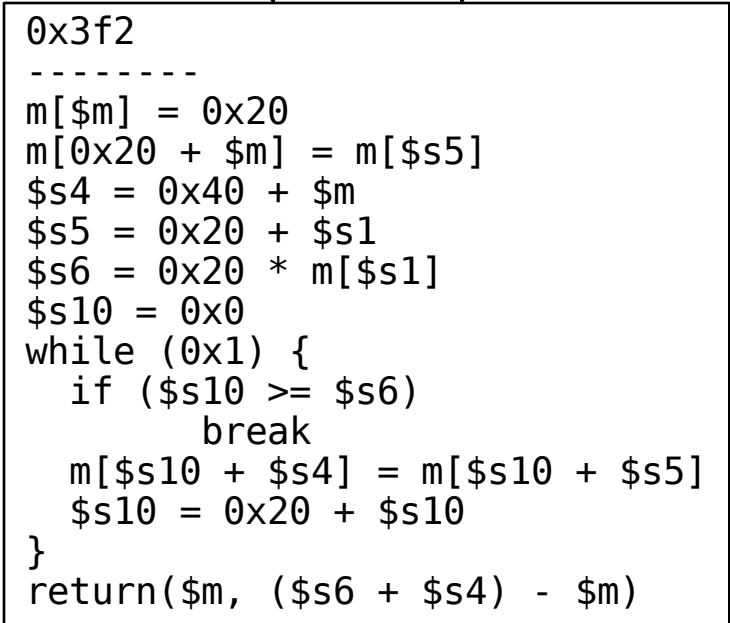 0x3f2
--------
m[$m] = 0x20
m[0x20 + $m] = m[$s5]
$s4 = 0x40 + $m
$s5 = 0x20 + $s1
$s6 = 0x20 * m[$s1]
$s10 = 0x0
while (0x1) {
  if ($s10 >= $s6)
        break
  m[$s10 + $s4] = m[$s10 + $s5]
  $s10 = 0x20 + $s10
}
return($m, ($s6 + $s4) - $m)